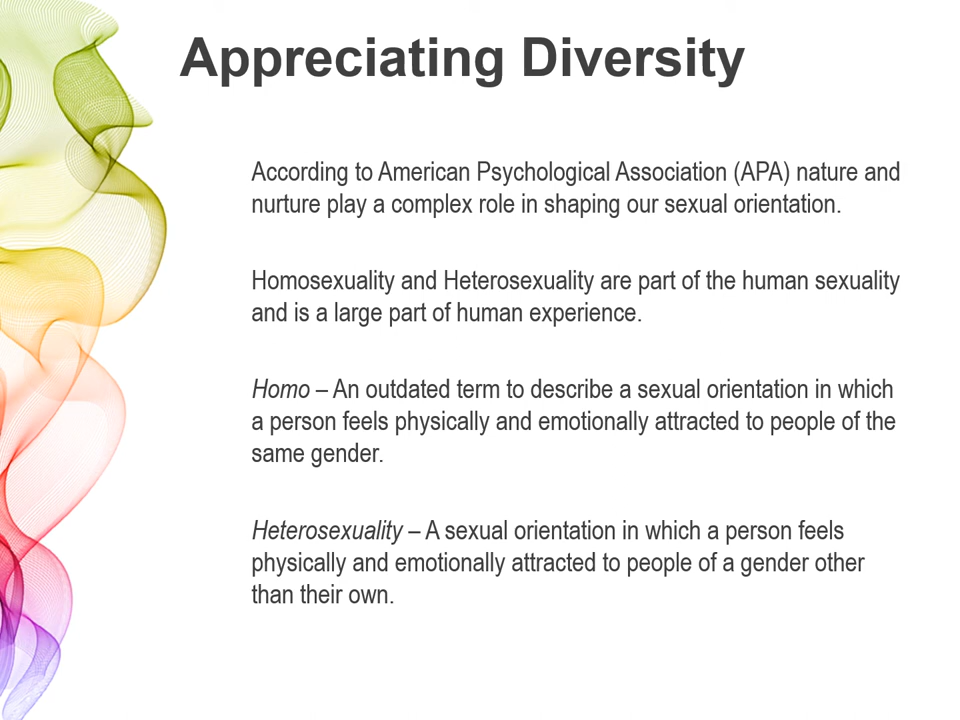 Appreciating Diversity
According to American Psychological Association (APA) nature and
nurture play a complex role in shaping our sexual orientation.
Homosexuality and Heterosexuality are part of the human sexuality
and is a large part of human experience.
Homo – An outdated term to describe a sexual orientation in which
a person feels physically and emotionally attracted to people of the
same gender.
Heterosexuality – A sexual orientation in which a person feels
physically and emotionally attracted to people of a gender other
than their own.